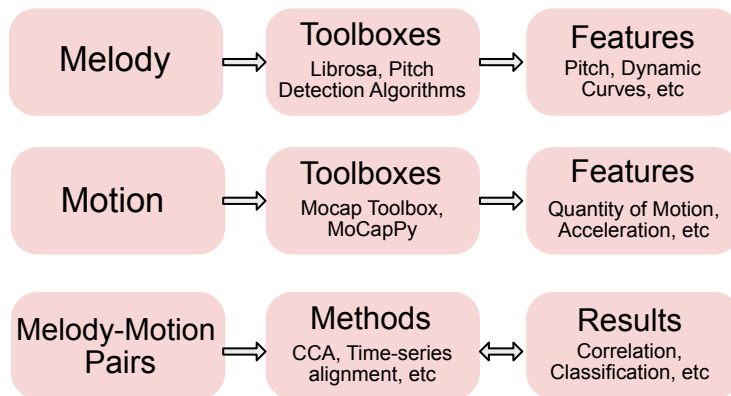 Melody
Toolboxes
Librosa, Pitch
Detection Algorithms
Features
Pitch, Dynamic
Curves, etc
Motion
Toolboxes
Mocap Toolbox,
MoCapPy
Features
Quantity of Motion,
Acceleration, etc
Melody-Motion
Pairs
Methods
CCA, Time-series
alignment, etc
Results
Correlation,
Classification, etc